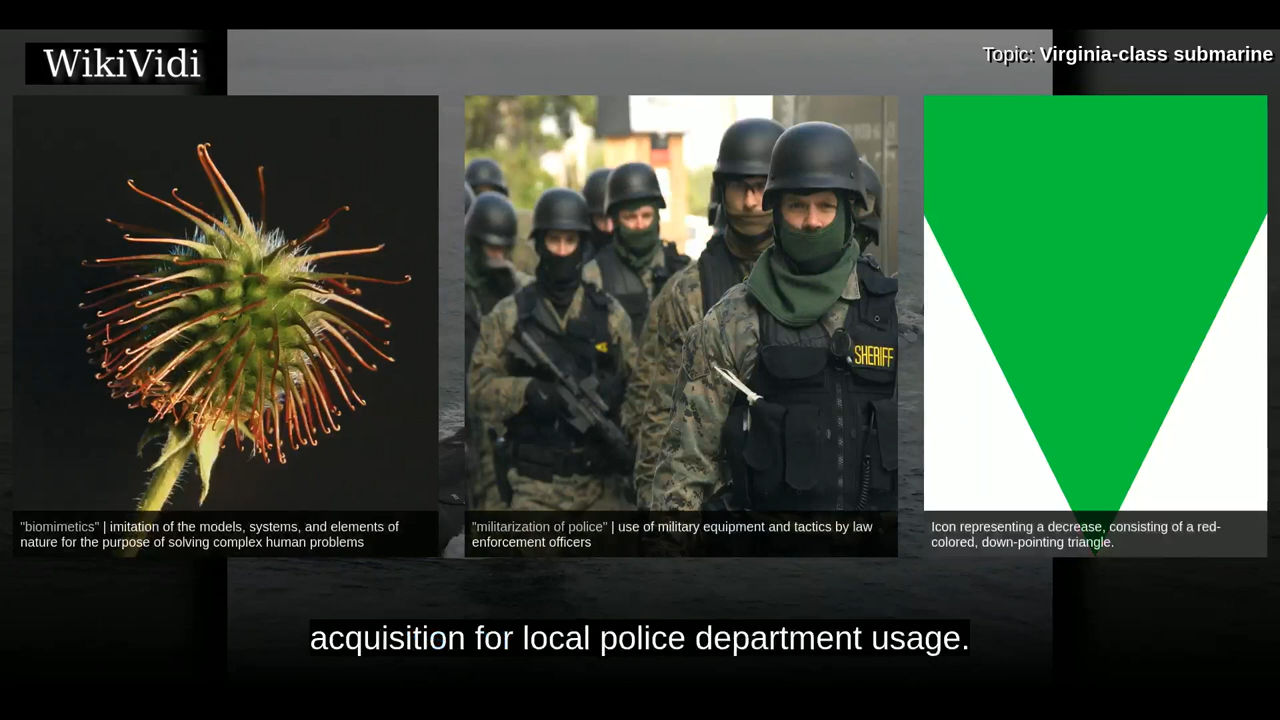 WikiVidi
Topic: Virginia-class submarine
SHERIFF
"biomimetics" | imitation of the models, systems, and elements of
nature for the purpose of solving complex human problems
"militarization of police" | use of military equipment and tactics by law
enforcement officers
Icon representing a decrease, consisting of a red-
colored, down-pointing triangle.
acquisition for local police department usage.